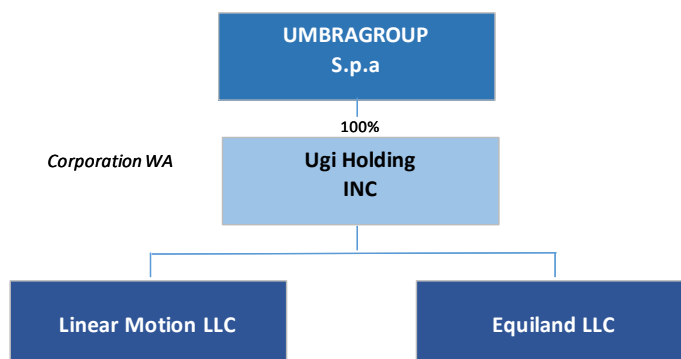 UMBRAGROUP
S.p.a
100%
Corporation WA
Ugi Holding
INC
Linear Motion LLC
Equiland LLC